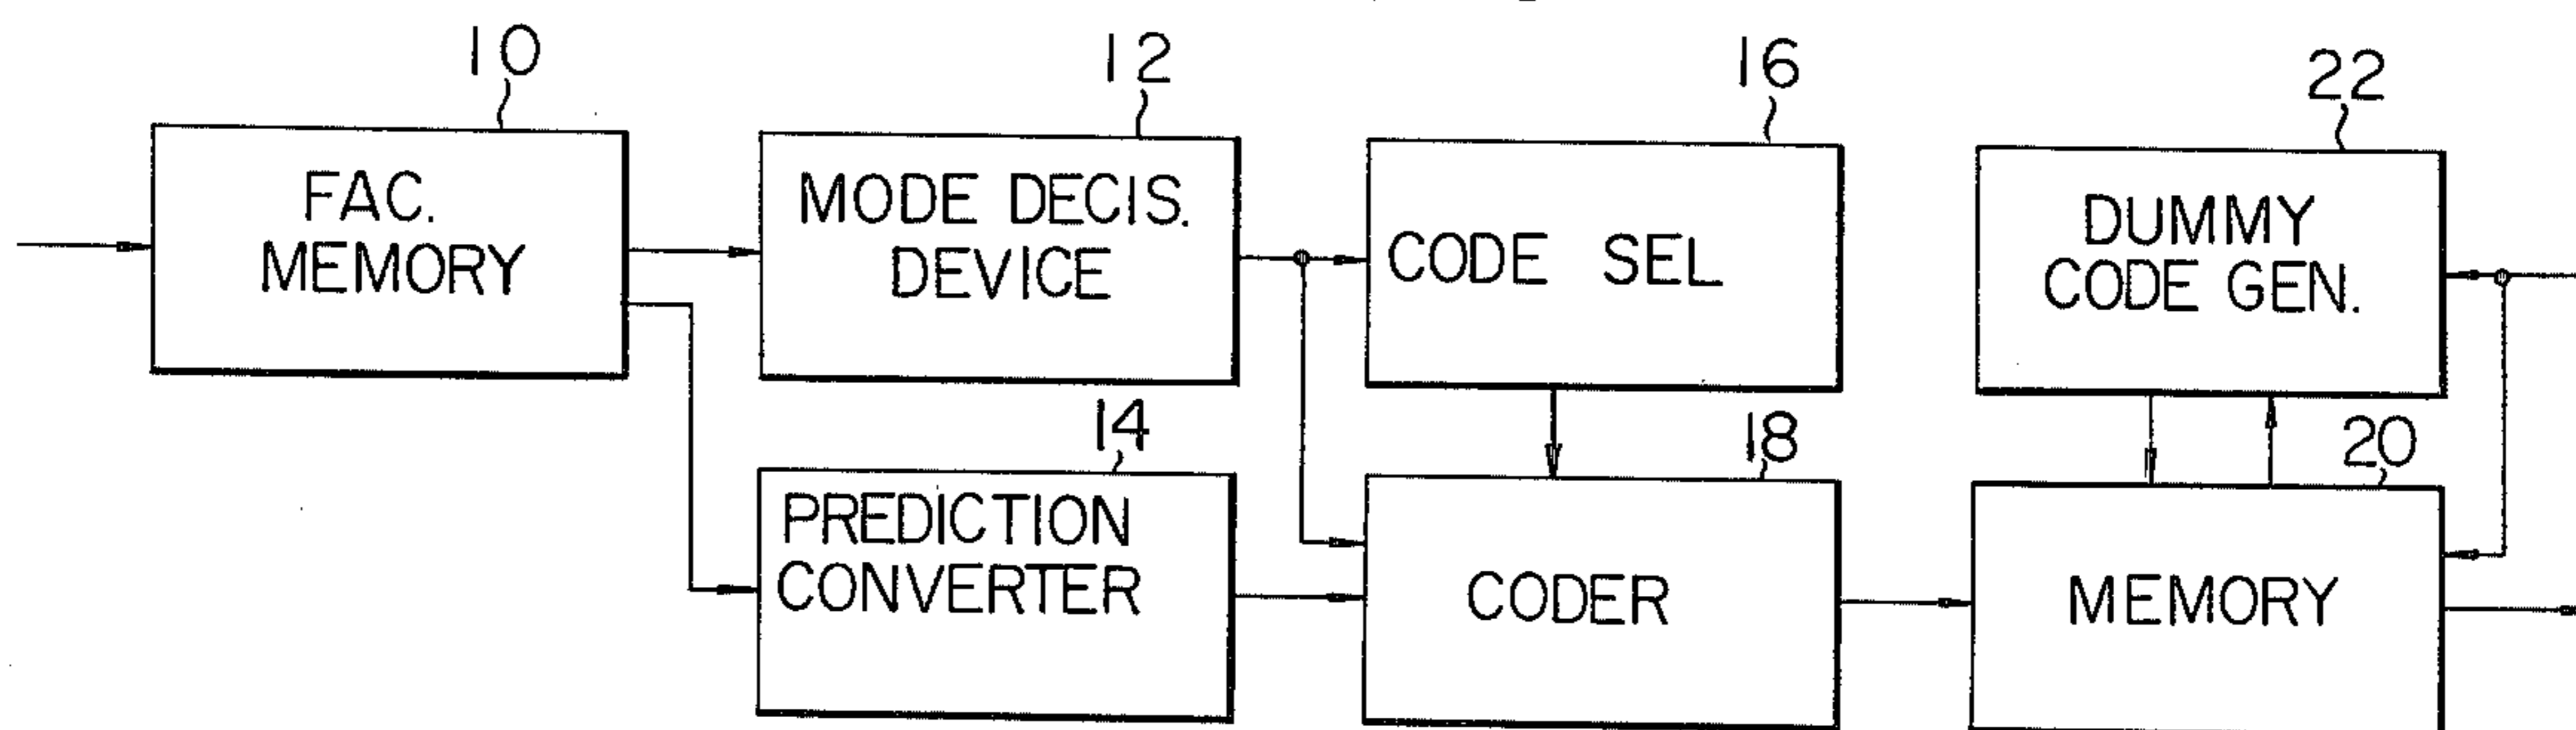 10
FAC.
MEMORY
12
MODE DECIS.
DEVICE
16
CODE SEL
22
DUMMY
CODE GEN.
14
PREDICTION
CONVERTER
18
CODER
20
MEMORY